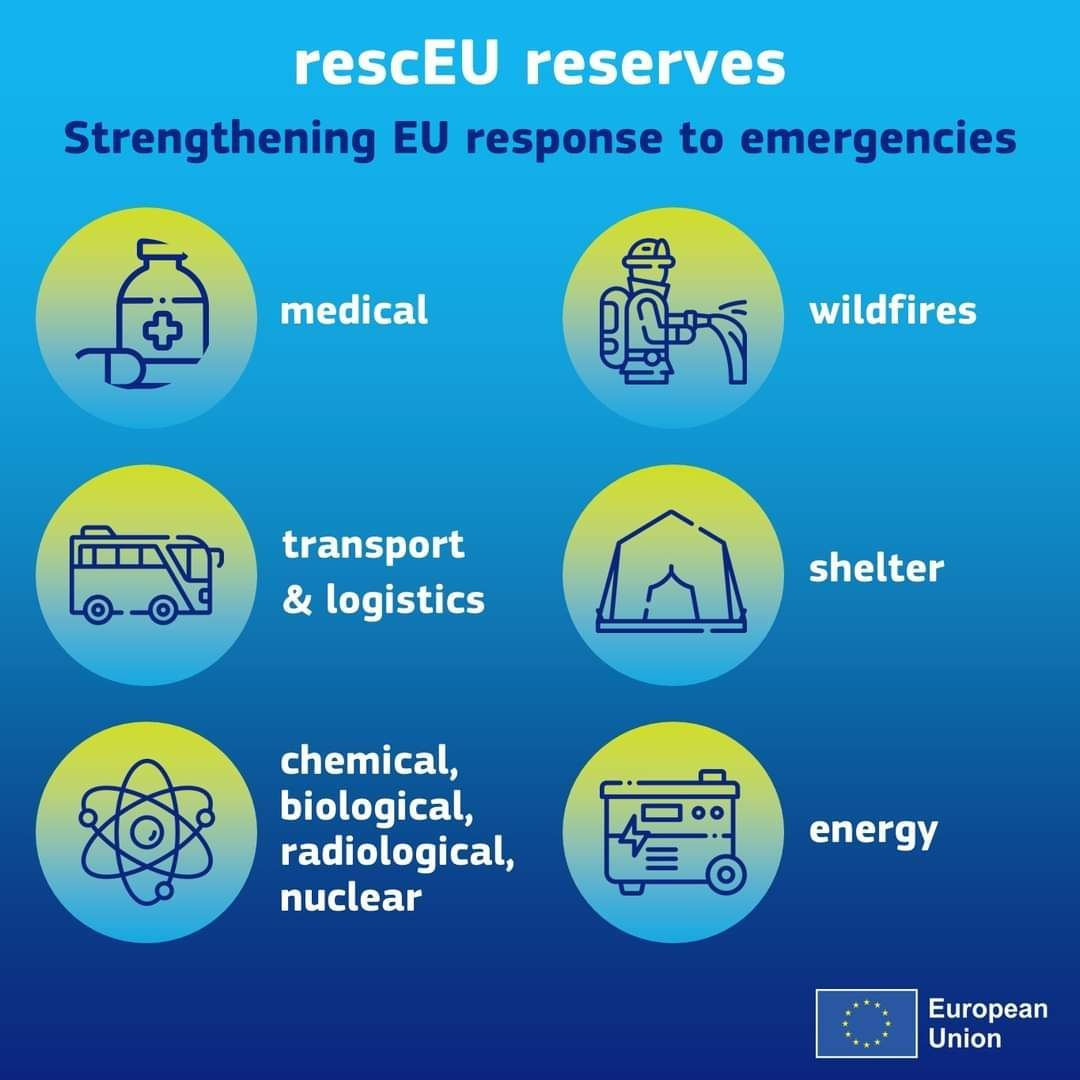 rescEU reserves
Strengthening EU response to emergencies
medical
wildfires
transport
& logistics
shelter
chemical,
biological,
radiological,
nuclear
energy
European
Union